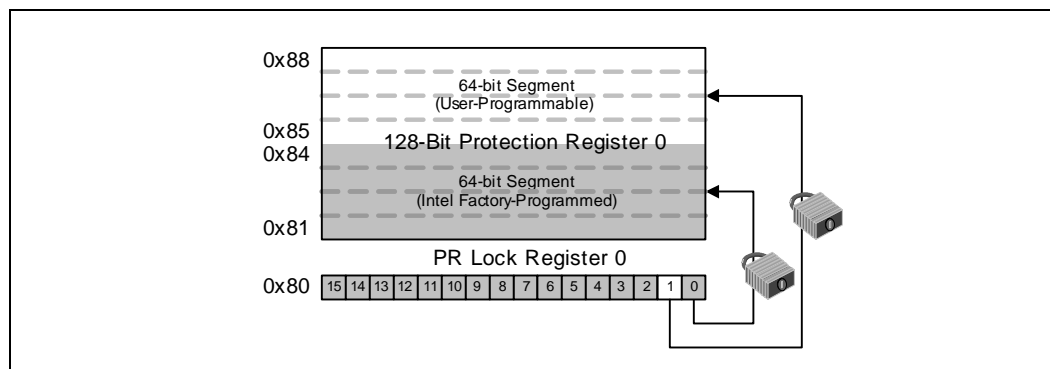 0x88
64-bit Segment
(User-Programmable)
0x85
128-Bit Protection Register 0
0x84
64-bit Segment
(Intel Factory-Programmed)
0x81
PR Lock Register 0
0x80 15 14 13 12 11 10 9 8 7 6 5 4 3 2 1 0